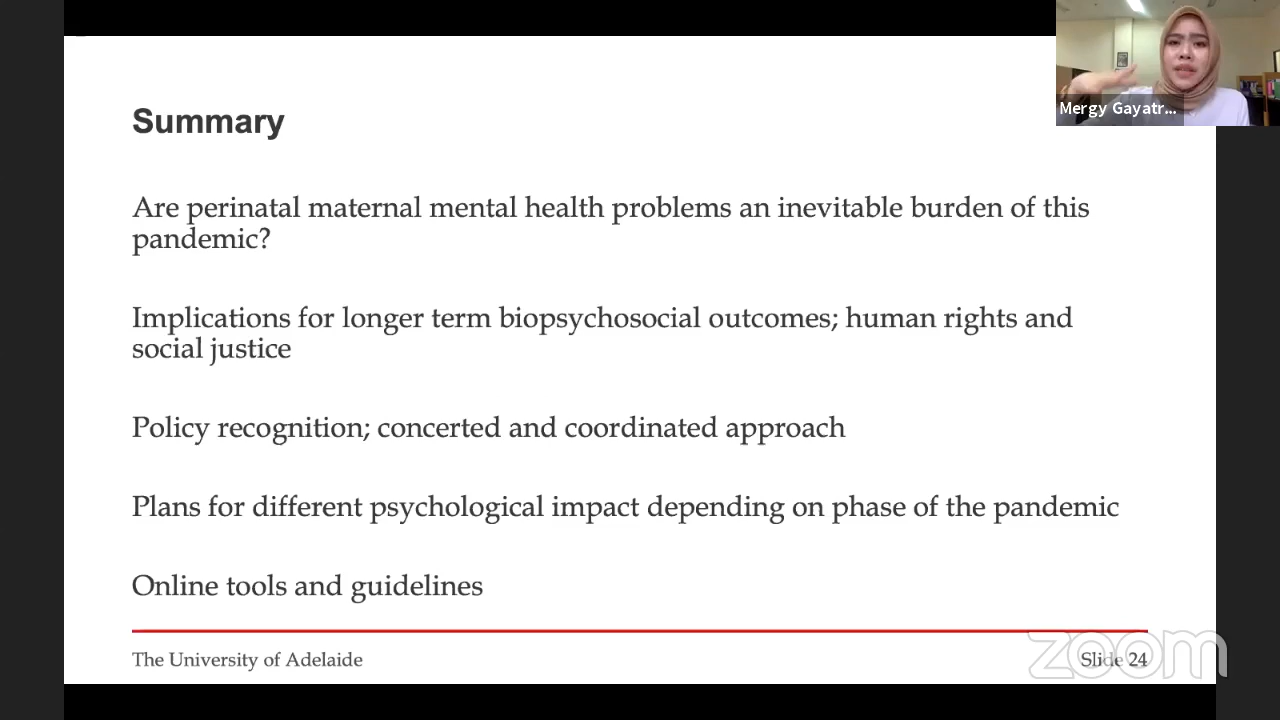 Mergy Gayatr...
Summary
Are perinatal maternal mental health problems an inevitable burden of this
pandemic?
Implications for longer term biopsychosocial outcomes; human rights and
social justice
Policy recognition; concerted and coordinated approach
Plans for different psychological impact depending on phase of the pandemic
Online tools and guidelines
The University of Adelaide
Slide 24
zoom